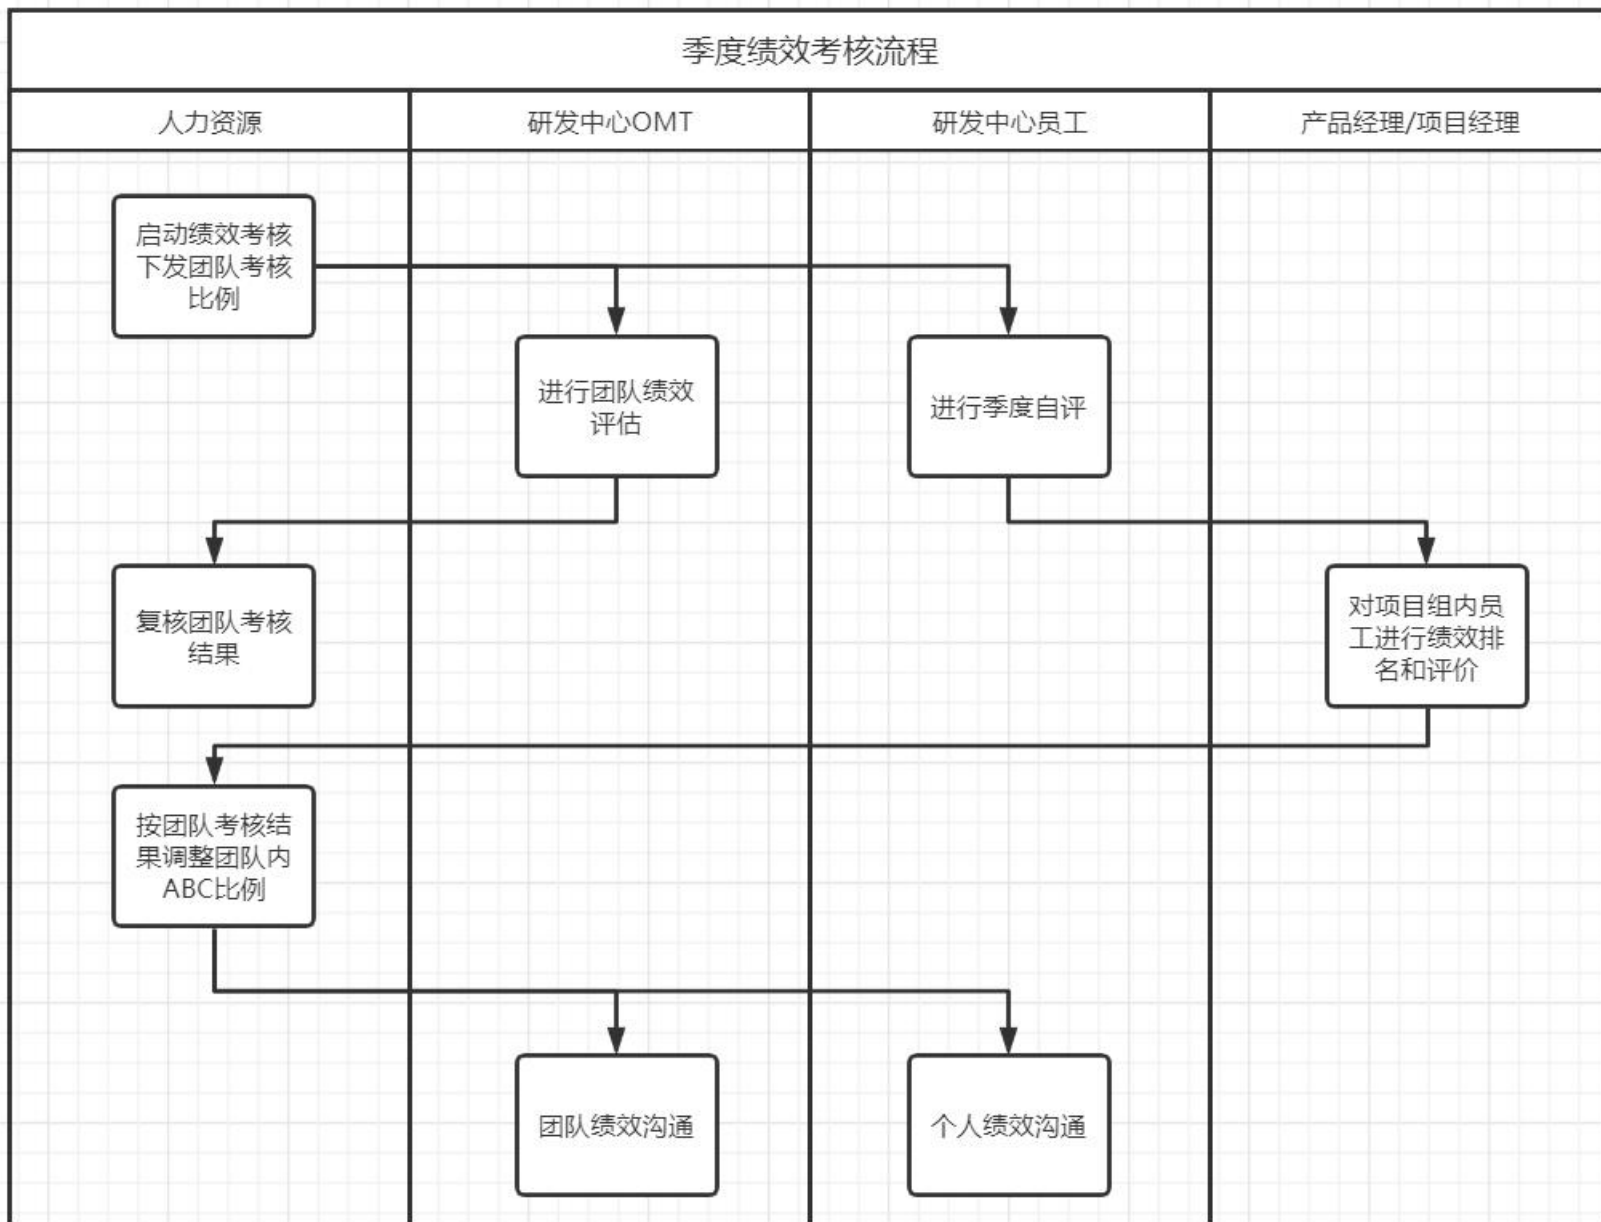 季度绩效考核流程
人力资源
研发中心OMT
研发中心员工
产品经理/项目经理
启动绩效考核
下发团队考核
比例
进行团队绩效
评估
进行季度自评
复核团队考核
结果
对项目组内员
工进行绩效排
名和评价
按团队考核结
果调整团队内
ABC比例
团队绩效沟通
个人绩效沟通